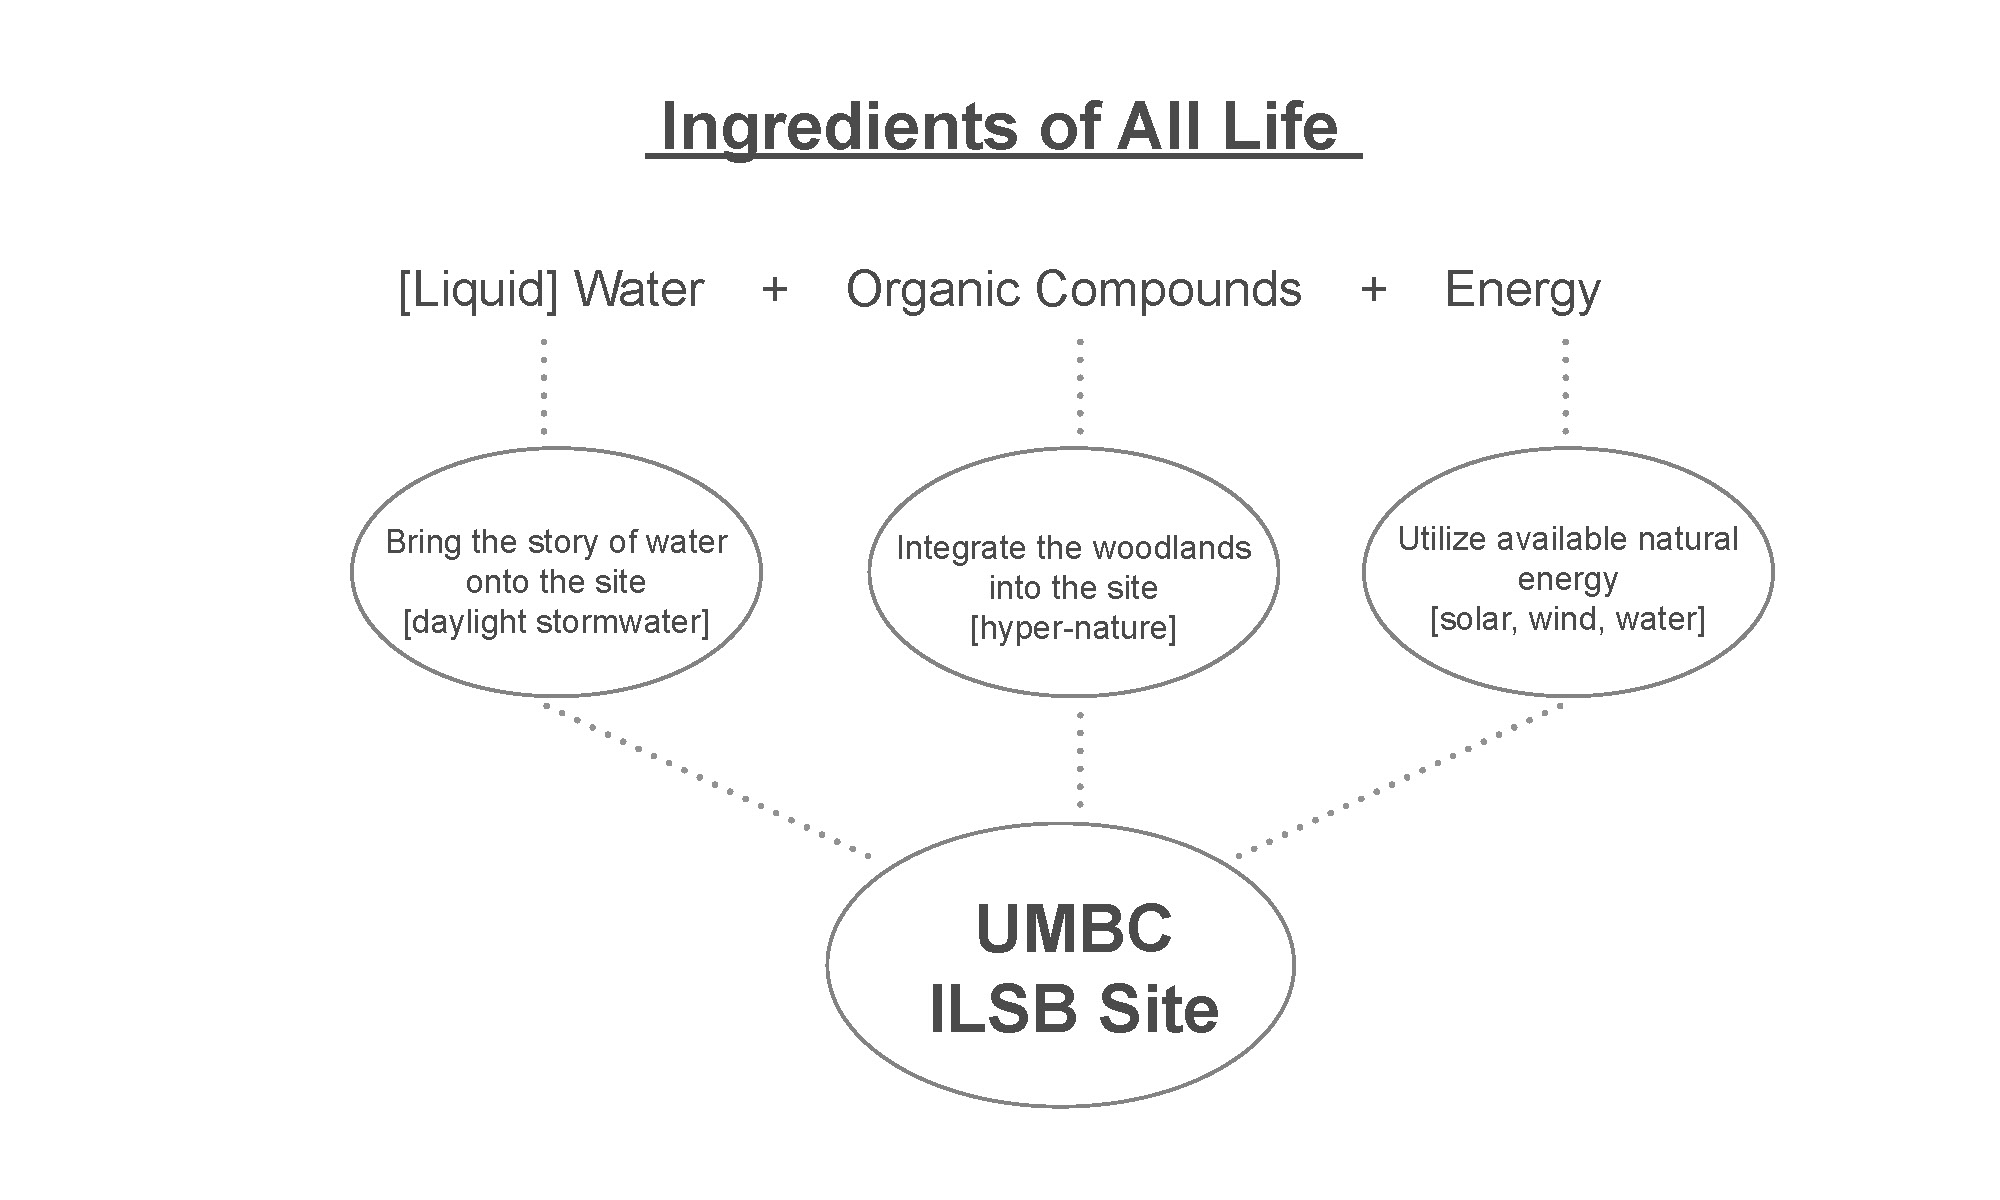 Ingredients of All Life
[Liquid] Water + Organic Compounds + Energy
Bring the story of water
onto the site
[daylight stormwater]
Integrate the woodlands
into the site
[hyper-nature]
Utilize available natural
energy
[solar, wind, water]
UMBC
ILSB Site